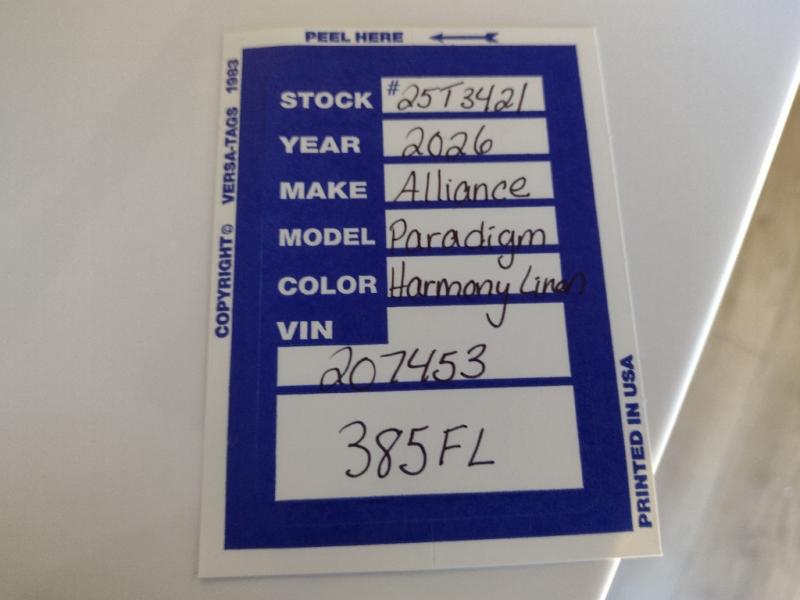 PEEL HERE
COPYRIGHT© VERSA-TAGS 1983
STOCK #25T3421
YEAR 2026
MAKE Alliance
MODEL Paradigm
COLOR Harmony Linen
VIN
207453
385FL
PRINTED IN USA